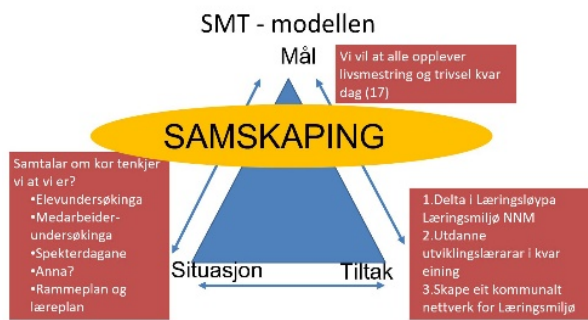 SMT - modellen
Mål
Vi vil at alle opplever
livsmestring og trivsel kvar
dag (17)
SAMSKAPING
Samtalar om kor tenkjer
vi at vi er?
•Elevundersøkinga
•Medarbeider-
undersøkinga
•Spekterdagane
•Anna?
•Rammeplan og
læreplan
Situasjon
Tiltak
1.Delta i Læringsløypa
Læringsmiljø NNM
2.Utdanne
utviklingslærarar i kvar
eining
3.Skape eit kommunalt
nettverk for Læringsmiljø